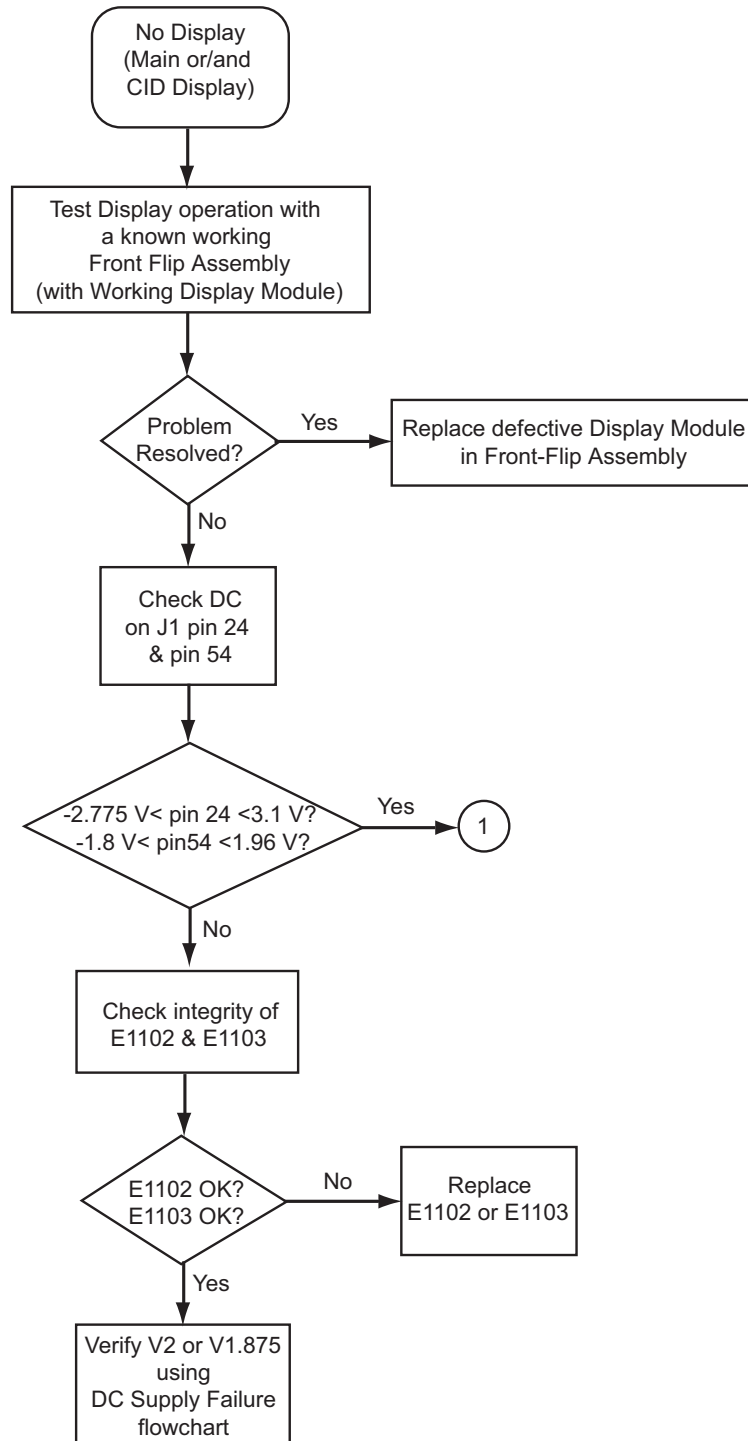 No Display
(Main or/and
CID Display)
Test Display operation with
a known working
Front Flip Assembly
(with Working Display Module)
Problem
Resolved?
Yes
Replace defective Display Module
in Front-Flip Assembly
No
Check DC
on J1 pin 24
& pin 54
-2.775 V< pin 24 <3.1 V?
-1.8 V< pin54 <1.96 V?
Yes
1
No
Check integrity of
E1102 & E1103
E1102 OK?
E1103 OK?
No
Replace
E1102 or E1103
Yes
Verify V2 or V1.875
using
DC Supply Failure
flowchart